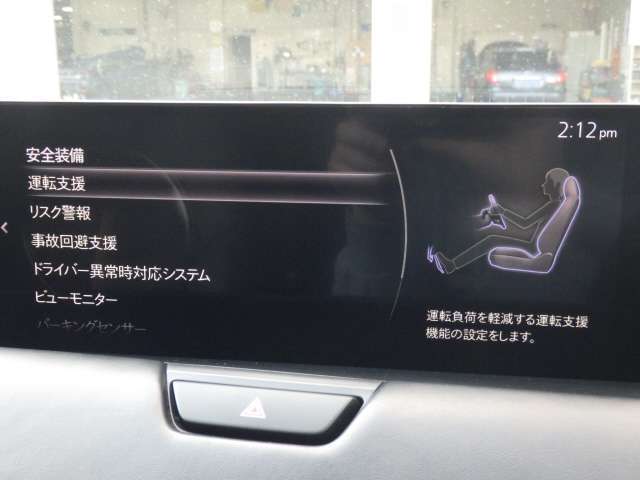 2:12 pm
安全装備
運転支援
リスク警報
事故回避支援
ドライバー異常時対応システム
ビューモニター
パーキングセンサー
運転負荷を軽減する運転支援
機能の設定をします。